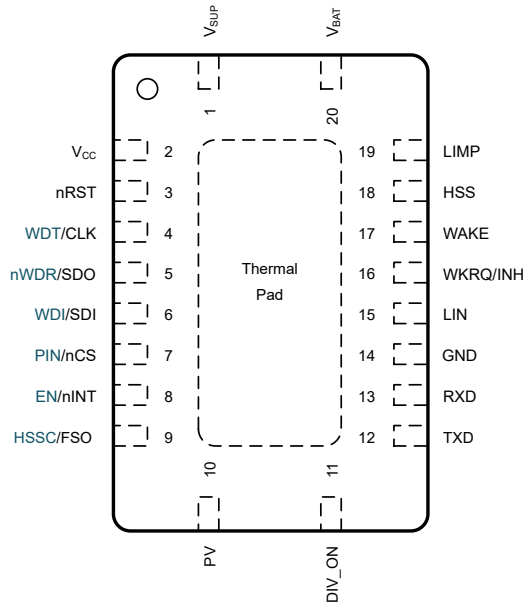 VSUP
VBAT
1
20
VCC 2
19 LIMP
nRST 3
18 HSS
WDT/CLK 4
17 WAKE
nWDR/SDO 5
16 WKRQ/INH
Thermal
Pad
WDI/SDI 6
15 LIN
PIN/nCS 7
14 GND
EN/nINT 8
13 RXD
HSSC/FSO 9
12 TXD
10
11
PV
DIV_ON